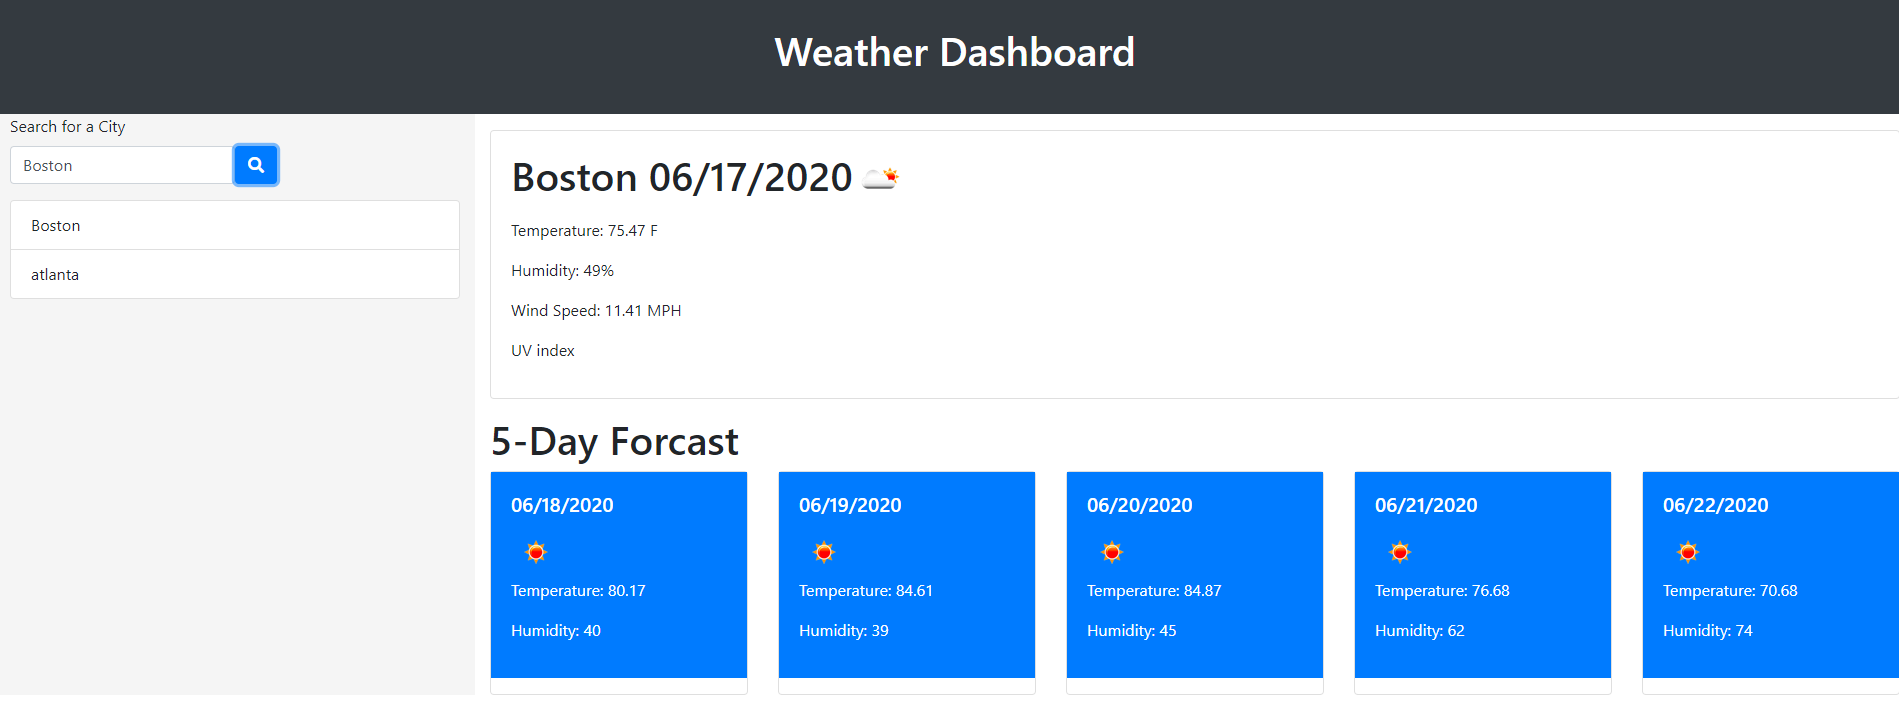 Weather Dashboard
Search for a City
Boston
Boston
atlanta
Boston 06/17/2020
Temperature: 75.47 F
Humidity: 49%
Wind Speed: 11.41 MPH
UV index
5-Day Forcast
06/18/2020
Temperature: 80.17
Humidity: 40
06/19/2020
Temperature: 84.61
Humidity: 39
06/20/2020
Temperature: 84.87
Humidity: 45
06/21/2020
Temperature: 76.68
Humidity: 62
06/22/2020
Temperature: 70.68
Humidity: 74